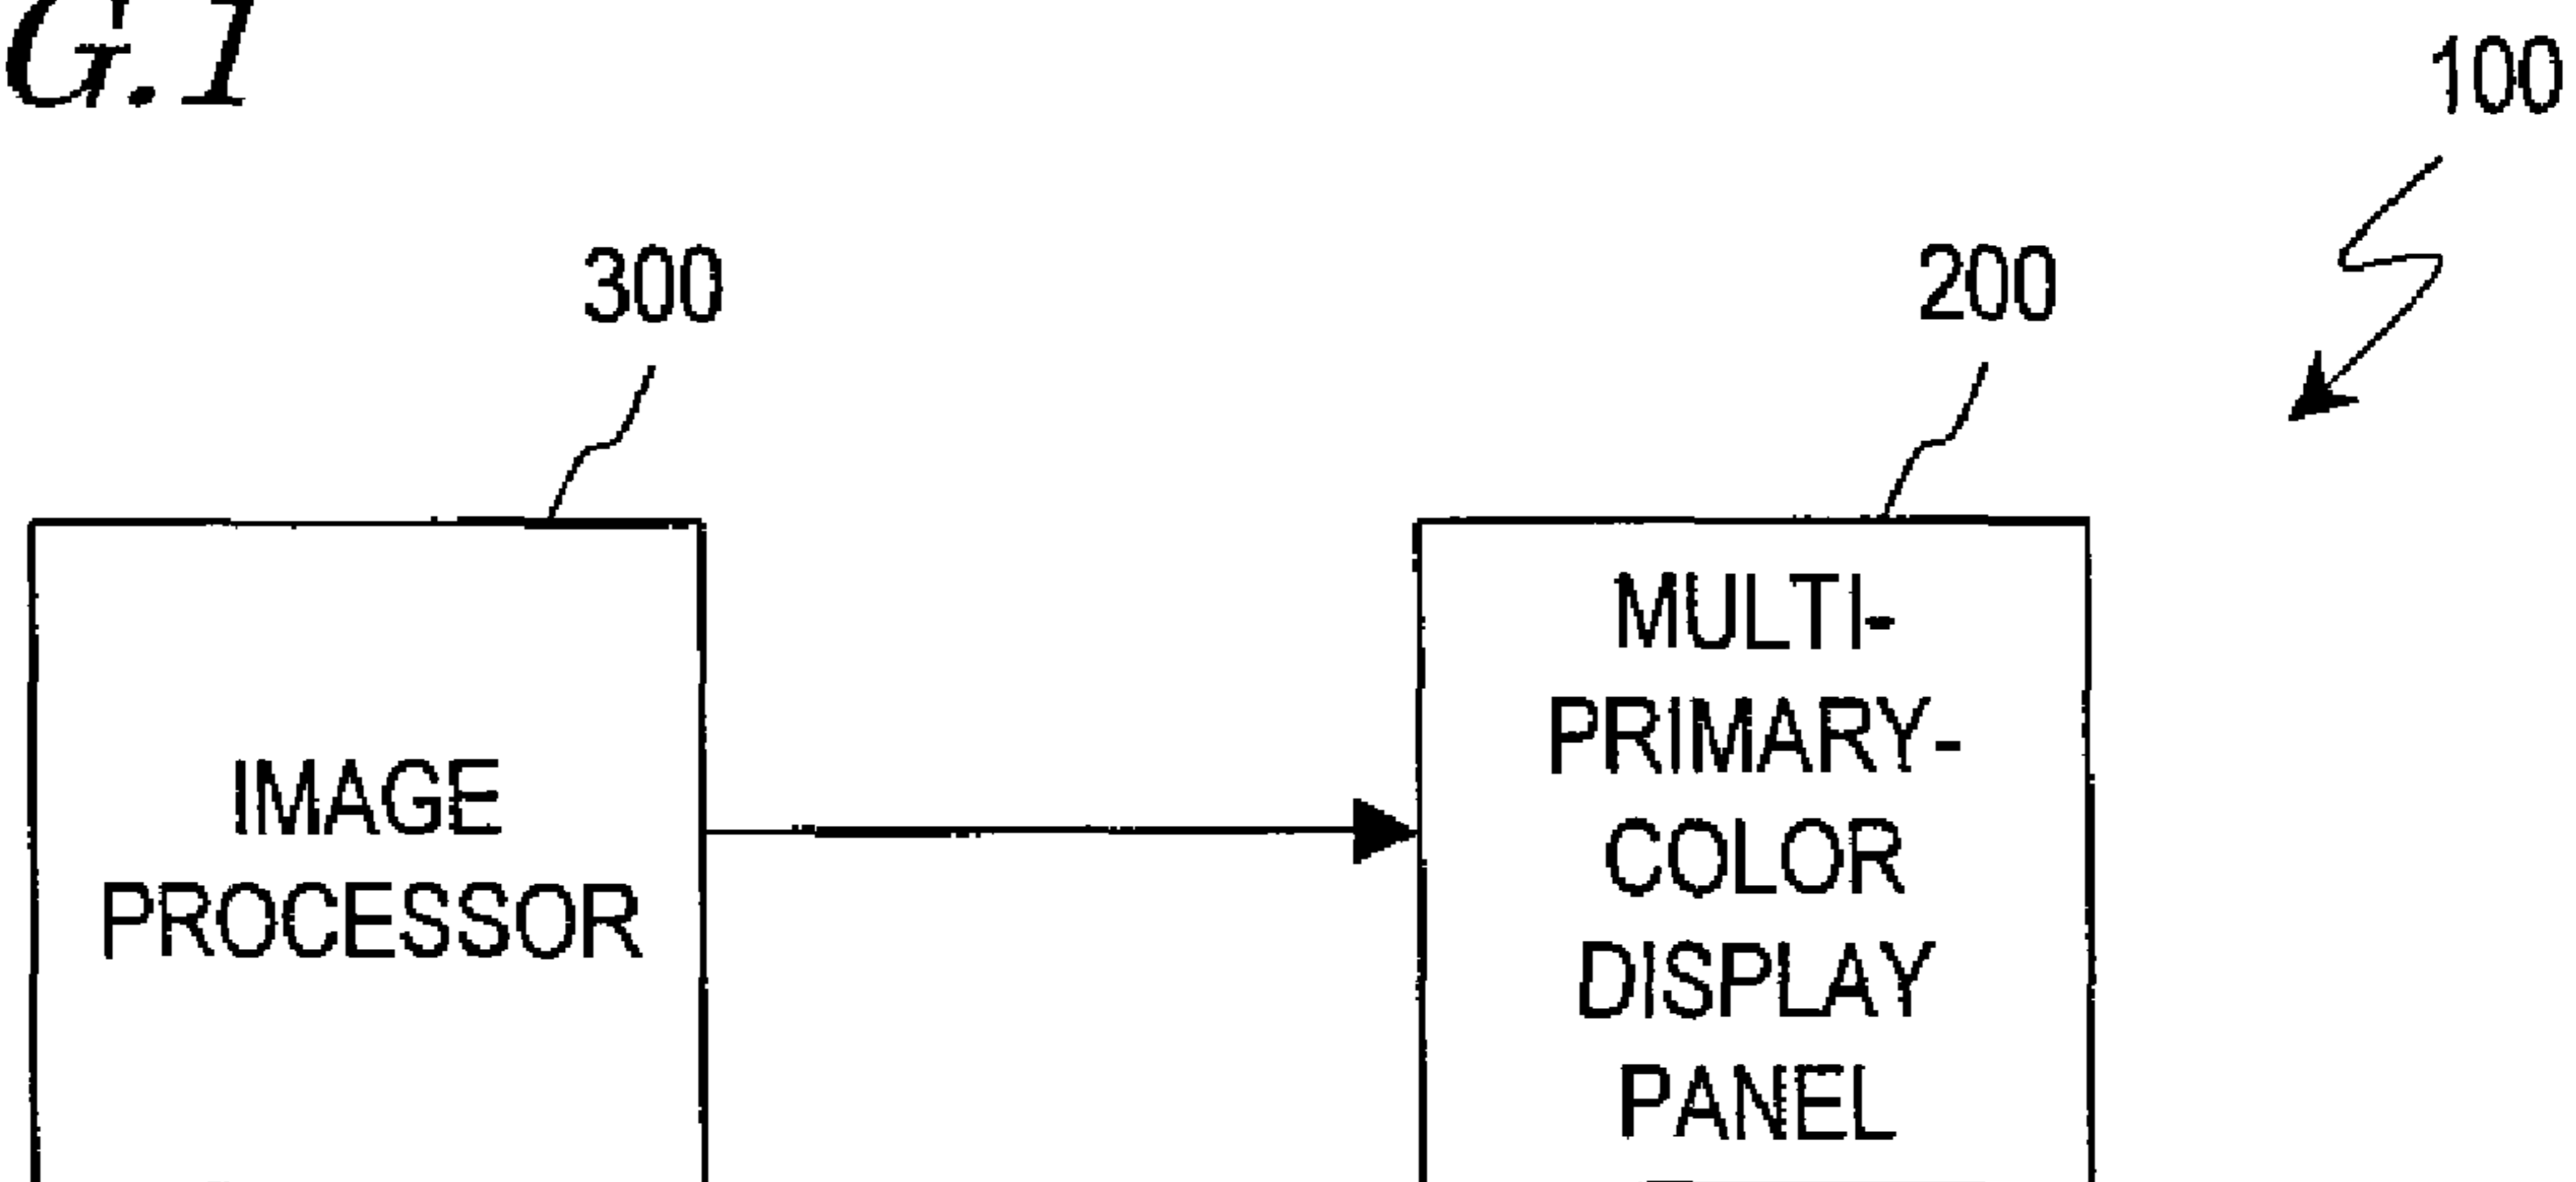 G.1
100
300
200
IMAGE
PROCESSOR
MULTI-
PRIMARY-
COLOR
DISPLAY
PANEL